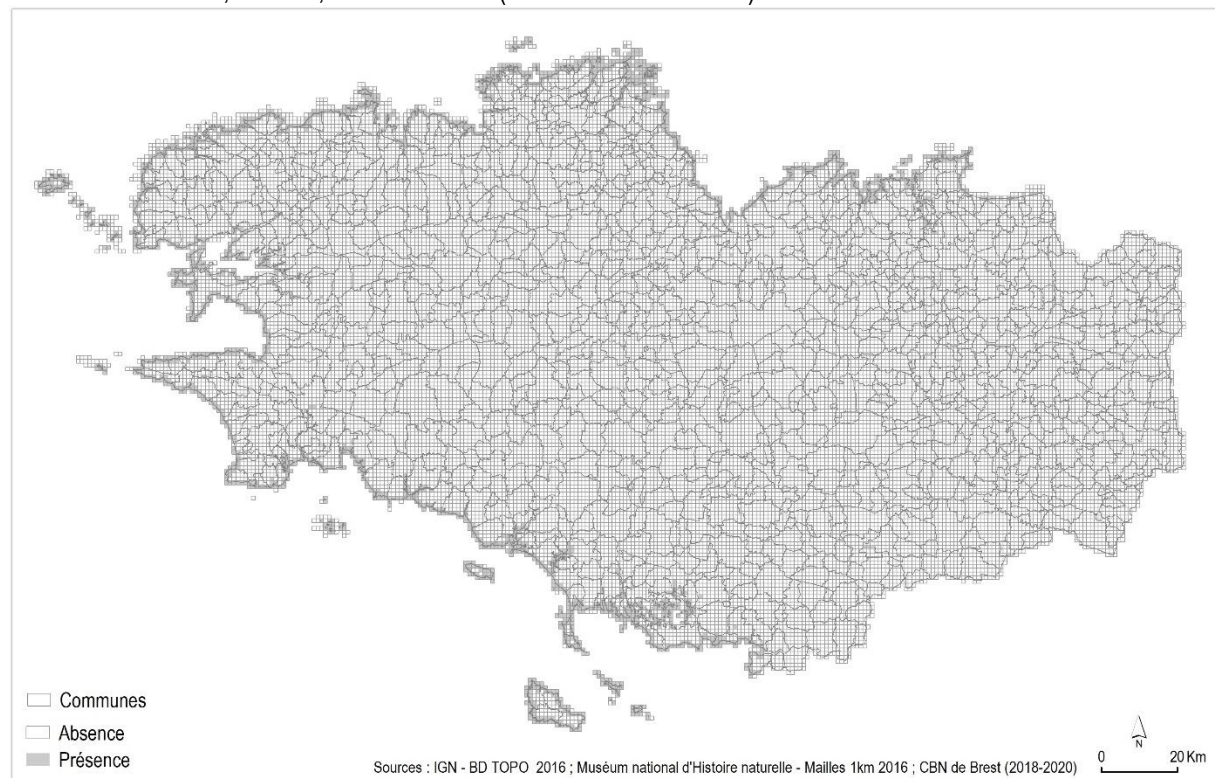 Communes
Absence
Présence
Sources : IGN - BD TOPO 2016 ; Muséum national d'Histoire naturelle - Mailles 1km 2016 ; CBN de Brest (2018-2020)
N
0 20 Km